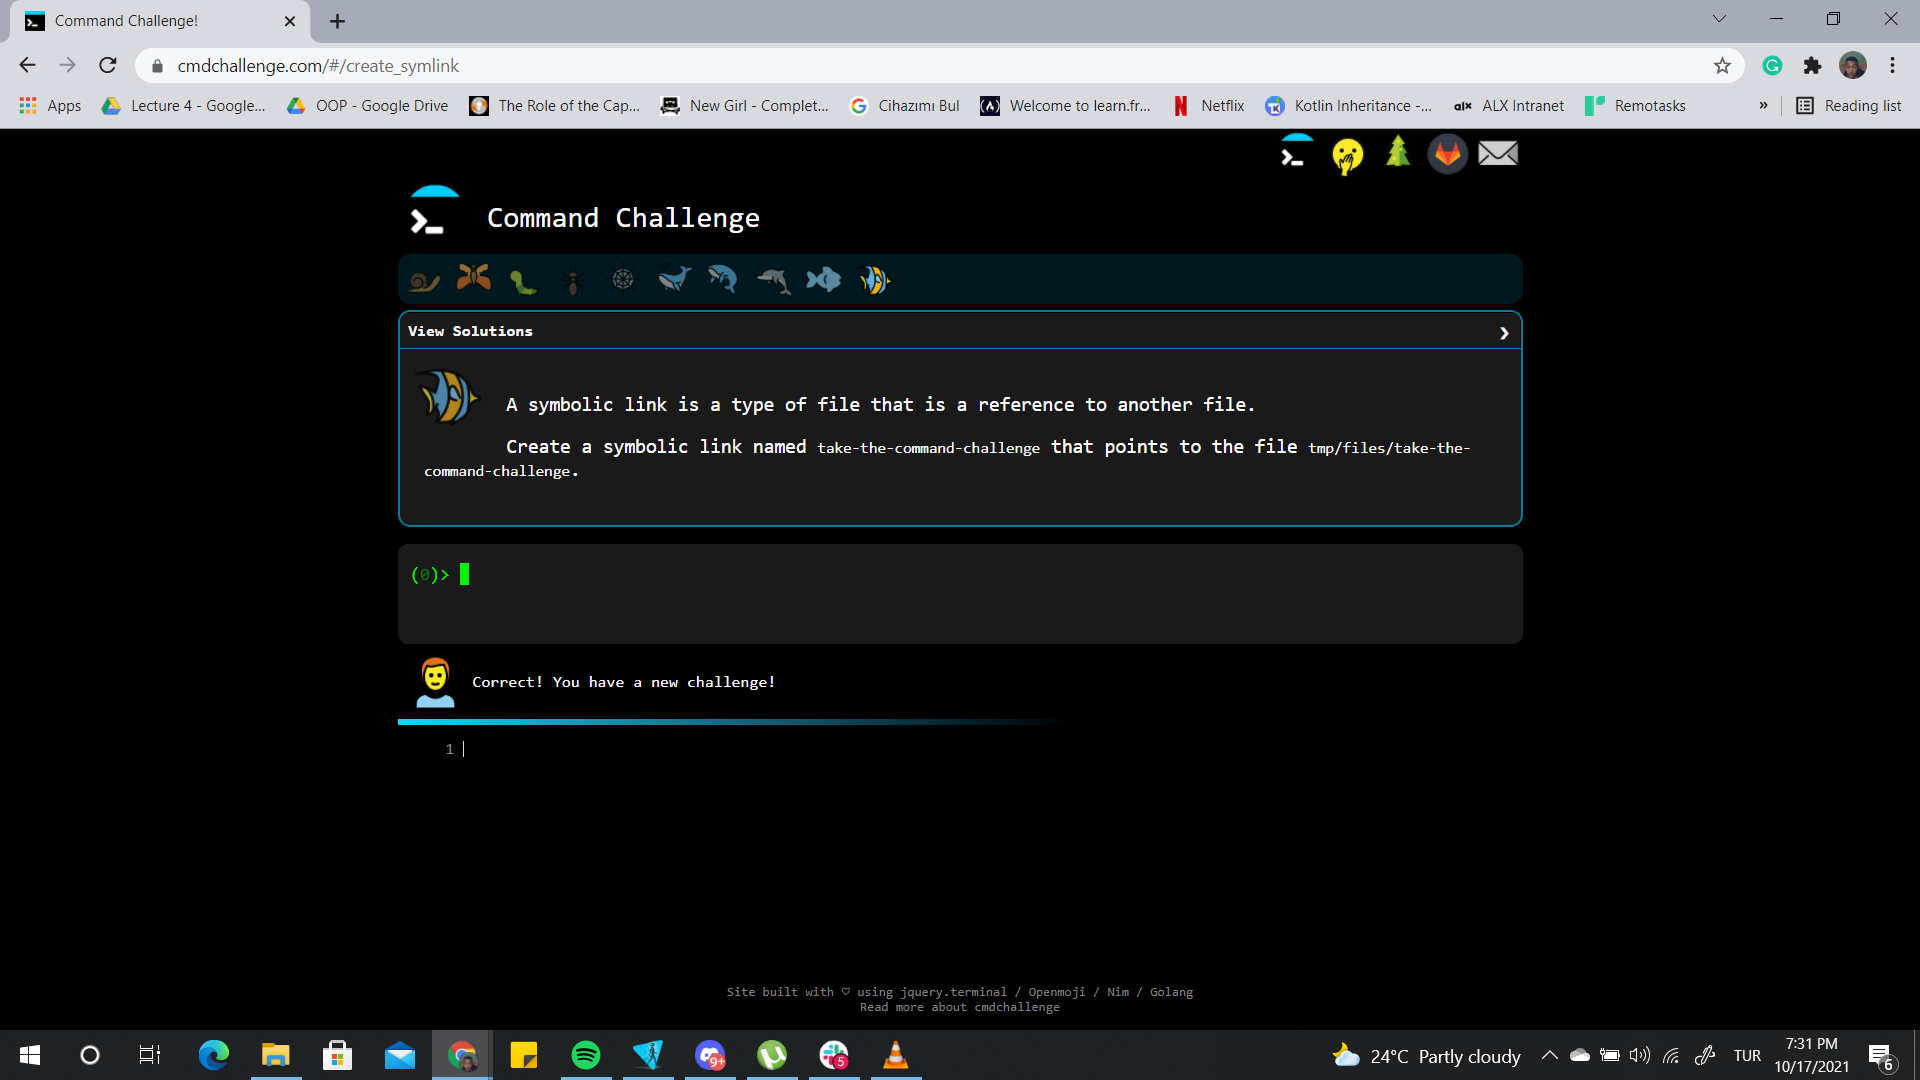 Command Challenge!
cmdchallenge.com/#/create_symlink
Apps
Lecture 4 - Google...
OOP - Google Drive
The Role of the Cap...
New Girl - Complet...
Cihazımı Bul
Welcome to learn.fr...
Netflix
Kotlin Inheritance -...
alx ALX Intranet
Remotasks
»
Reading list
Command Challenge
View Solutions
A symbolic link is a type of file that is a reference to another file.
Create a symbolic link named take-the-command-challenge that points to the file tmp/files/take-the-
command-challenge.
(0)>
Correct! You have a new challenge!
1
Site built with ♡ using jquery.terminal / Openmoji / Nim / Golang
Read more about cmdchallenge
9+
5
24°C Partly cloudy
TUR
7:31 PM
10/17/2021
6